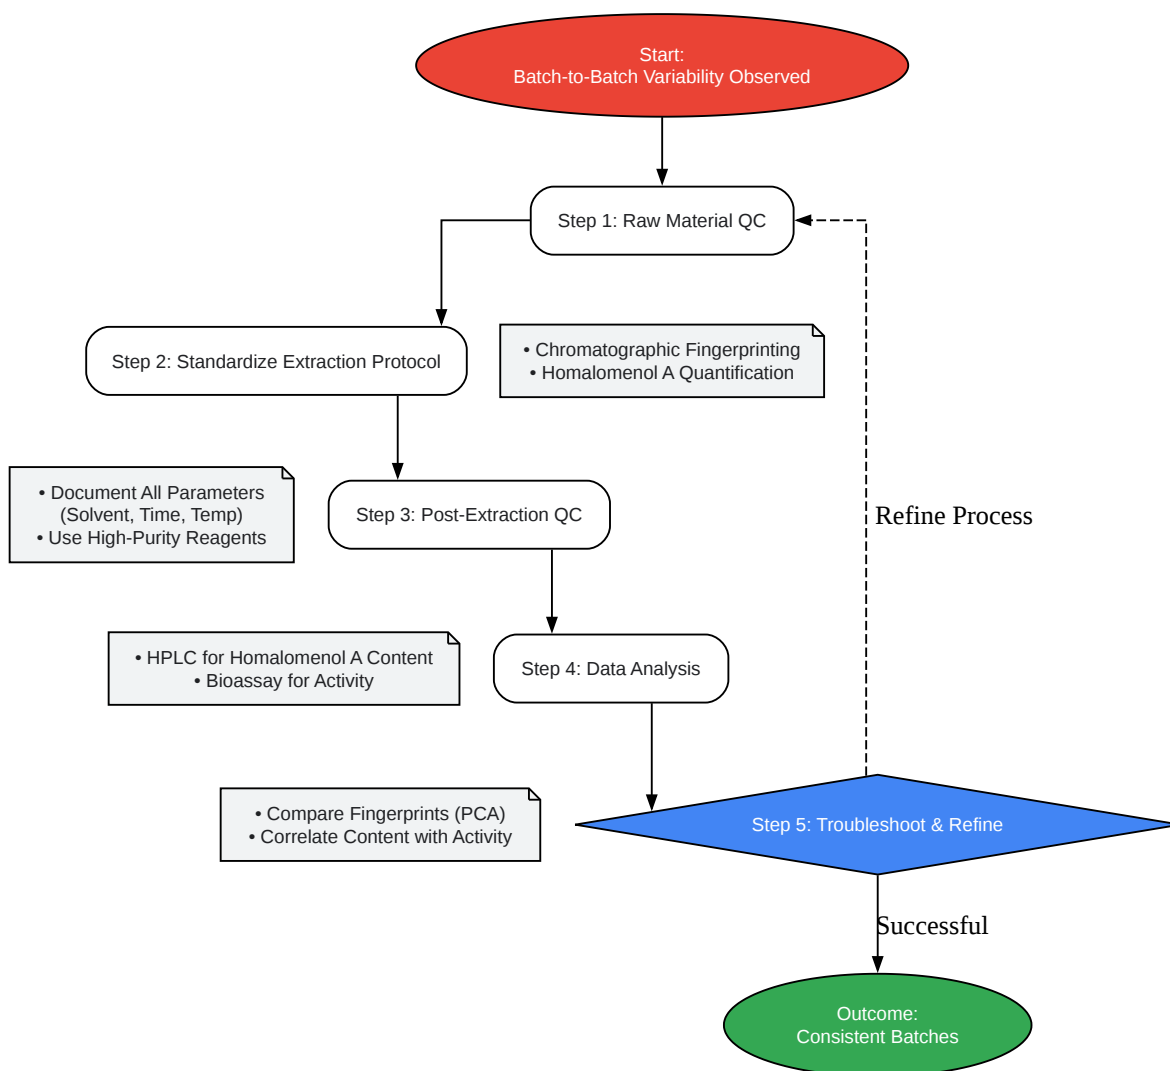 Start:
Batch-to-Batch Variability Observed
Step 1: Raw Material QC
Step 2: Standardize Extraction Protocol
• Chromatographic Fingerprinting
• Homalomenol A Quantification
• Document All Parameters
(Solvent, Time, Temp)
• Use High-Purity Reagents
Step 3: Post-Extraction QC
Refine Process
• HPLC for Homalomenol A Content
• Bioassay for Activity
Step 4: Data Analysis
• Compare Fingerprints (PCA)
• Correlate Content with Activity
Step 5: Troubleshoot & Refine
Successful
Outcome:
Consistent Batches